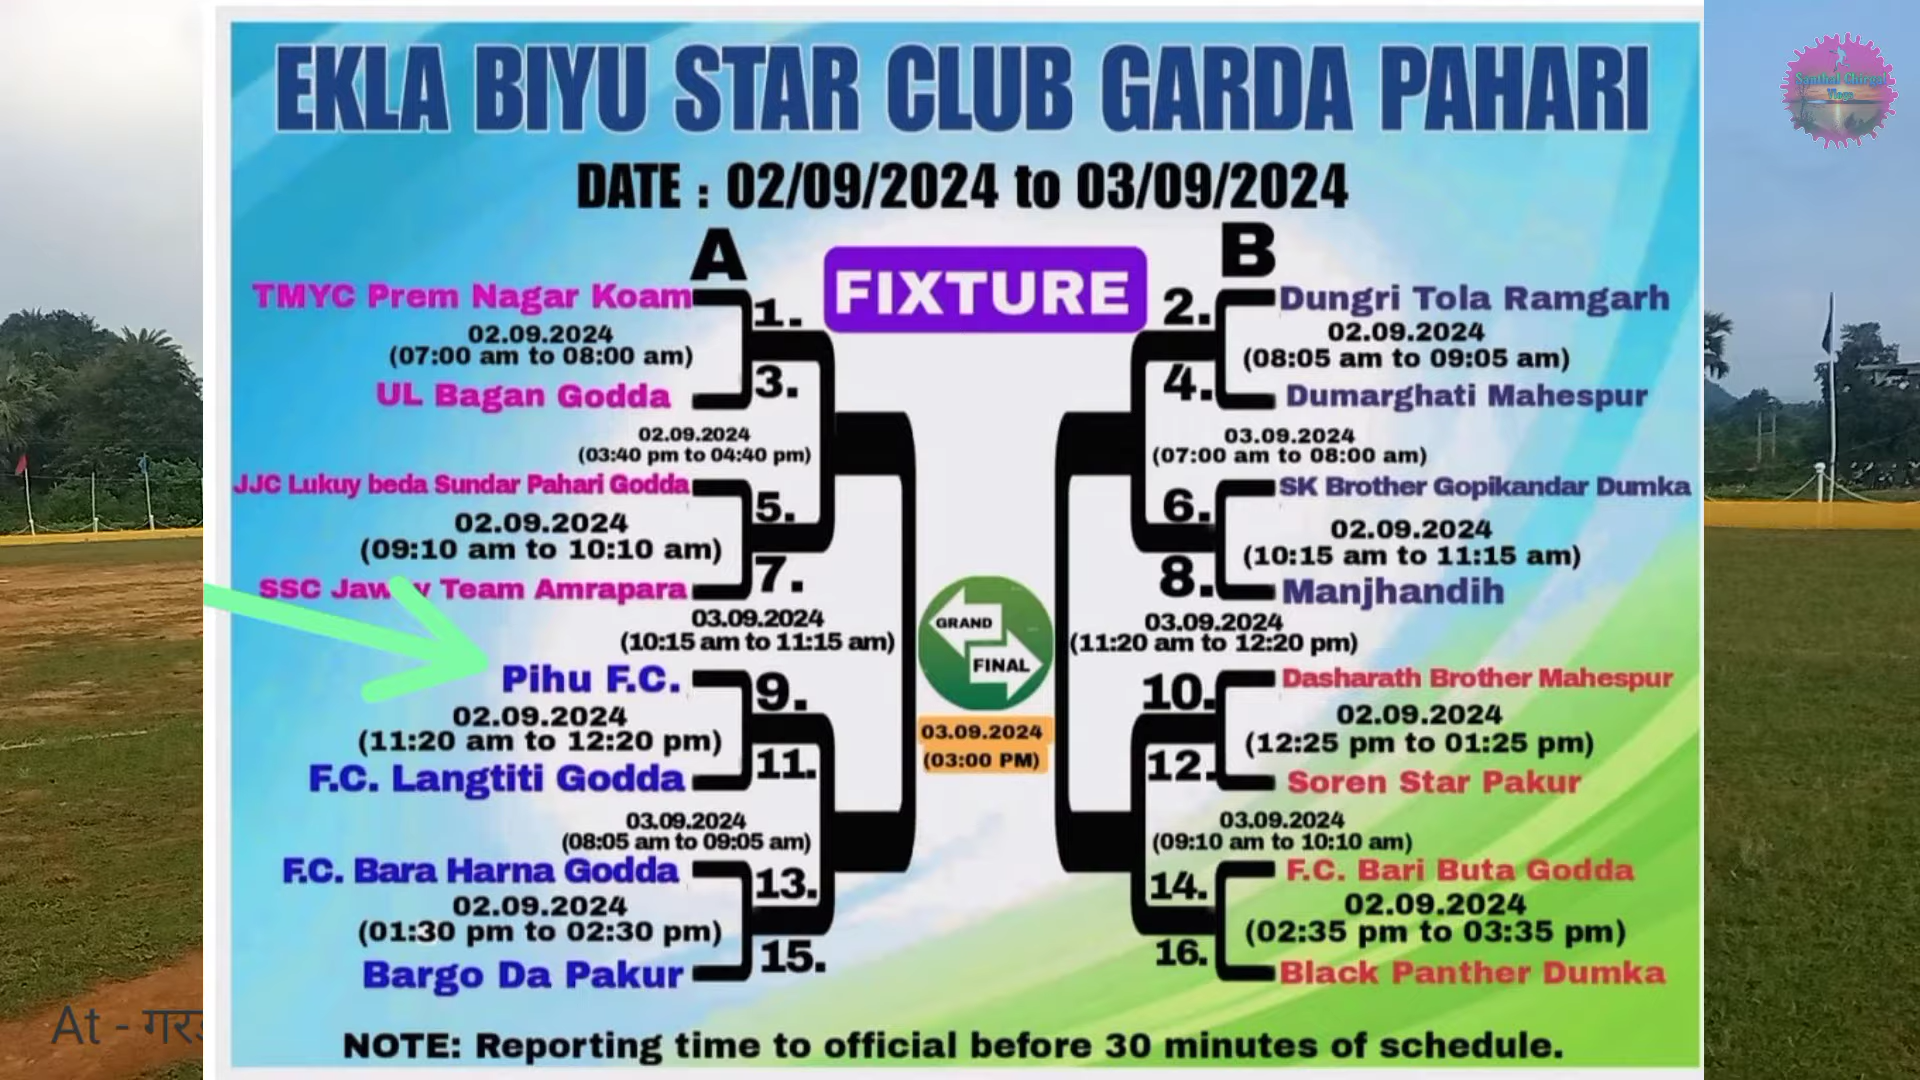 EKLA BIYU STAR CLUB GARDA PAHARI
DATE : 02/09/2024 to 03/09/2024
A
FIXTURE
B
TMYC Prem Nagar Koam
1.
02.09.2024
(07:00 am to 08:00 am)
UL Bagan Godda
3.
02.09.2024
(03:40 pm to 04:40 pm)
JJC Lukuy beda Sundar Pahari Godda
5.
02.09.2024
(09:10 am to 10:10 am)
SSC Team Amrapara
7.
03.09.2024
(10:15 am to 11:15 am)
Pihu F.C.
9.
02.09.2024
(11:20 am to 12:20 pm)
F.C. Langtiti Godda
11.
03.09.2024
(08:05 am to 09:05 am)
F.C. Bara Harna Godda
13.
02.09.2024
(01:30 pm to 02:30 pm)
Bargo Da Pakur
15.
GRAND
FINAL
03.09.2024
(03:00 PM)
2.
Dungri Tola Ramgarh
02.09.2024
(08:05 am to 09:05 am)
4.
Dumarghati Mahespur
03.09.2024
(07:00 am to 08:00 am)
6.
SK Brother Gopikandar Dumka
02.09.2024
(10:15 am to 11:15 am)
8.
Manjhandih
03.09.2024
(11:20 am to 12:20 pm)
10.
Dasharath Brother Mahespur
02.09.2024
(12:25 pm to 01:25 pm)
12.
Soren Star Pakur
03.09.2024
(09:10 am to 10:10 am)
14.
F.C. Bari Buta Godda
02.09.2024
(02:35 pm to 03:35 pm)
16.
Black Panther Dumka
NOTE: Reporting time to official before 30 minutes of schedule.
At -
Santhal Chirgal
Vlogs